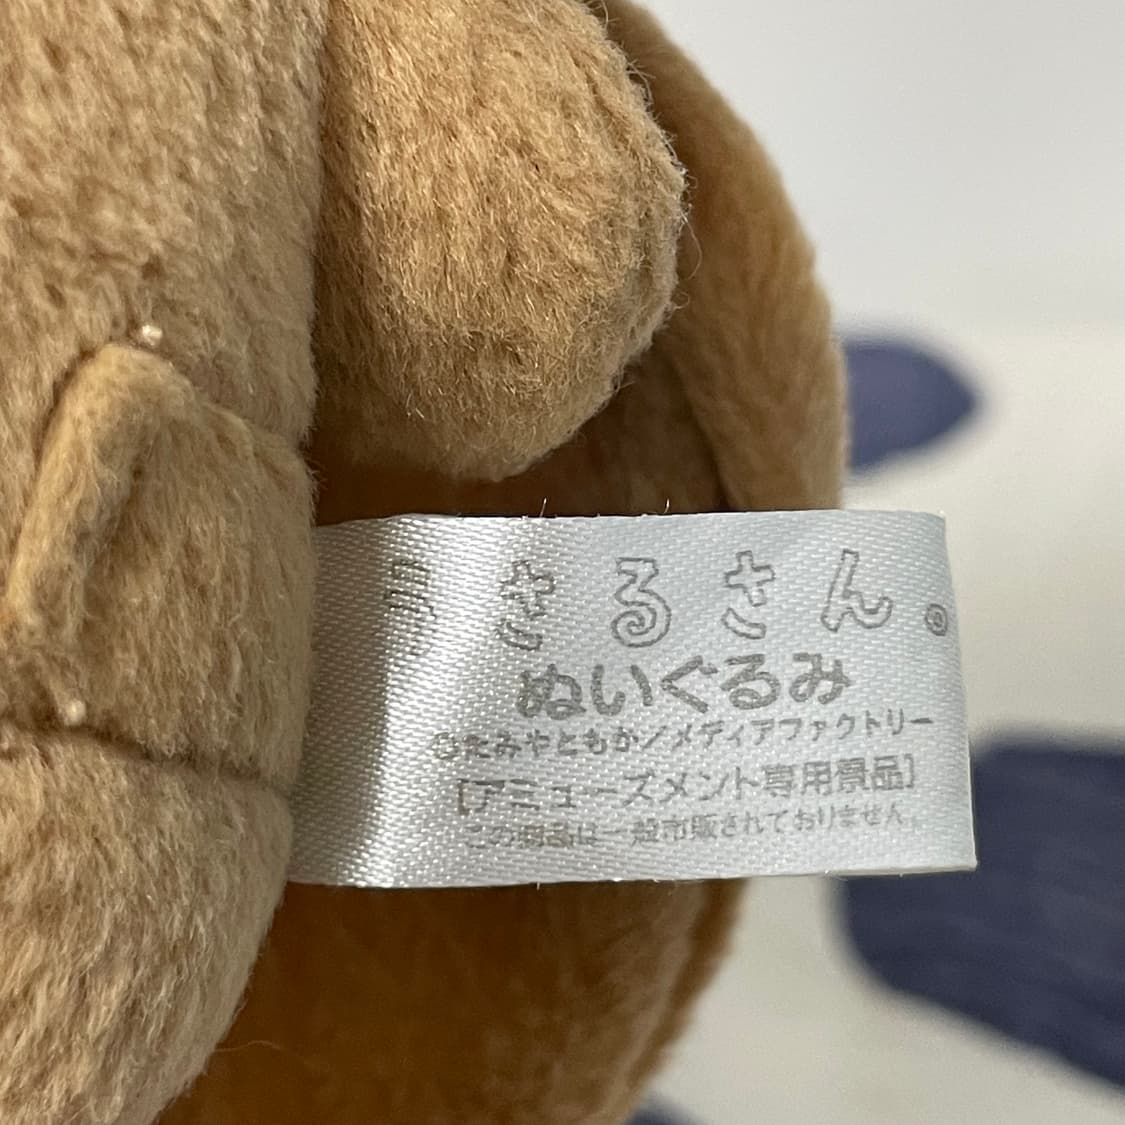 うさるさん®
ぬいぐるみ
©たみやともか/メディアファクトリー
[アミューズメント専用景品]
この商品は一般市販されておりません。